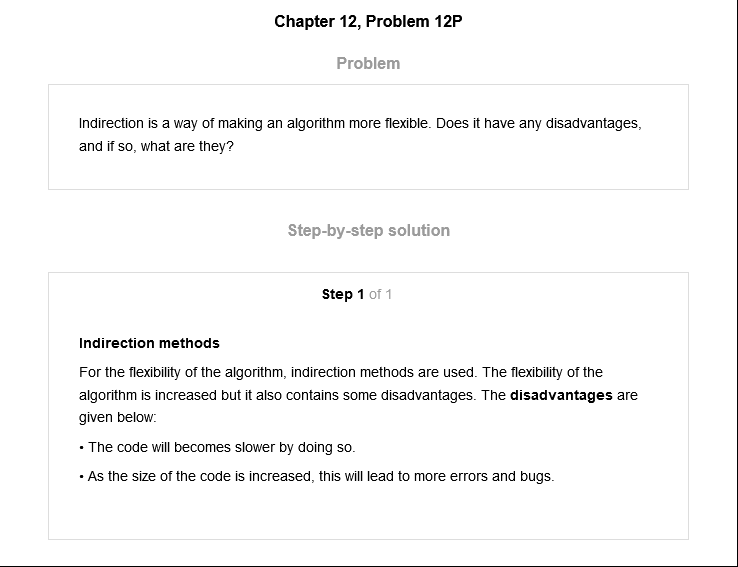 Chapter 12, Problem 12P
Problem
Indirection is a way of making an algorithm more flexible. Does it have any disadvantages,
and if so, what are they?
Step-by-step solution
Step 1 of 1
Indirection methods
For the flexibility of the algorithm, indirection methods are used. The flexibility of the
algorithm is increased but it also contains some disadvantages. The disadvantages are
given below:
• The code will becomes slower by doing so.
• As the size of the code is increased, this will lead to more errors and bugs.